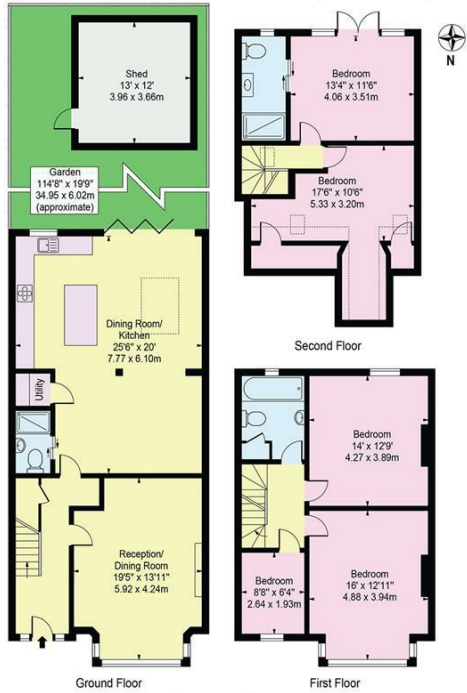 Shed
13' x 12'
3.96 x 3.66m
Garden
114'8" x 19'9"
34.95 x 6.02m
(approximate)
Dining Room/
Kitchen
25'6" x 20'
7.77 x 6.10m
Utility
Reception/
Dining Room
19'5" x 13'11"
5.92 x 4.24m
Ground Floor
N
Bedroom
13'4" x 11'6"
4.06 x 3.51m
Bedroom
17'6" x 10'6"
5.33 x 3.20m
Second Floor
Bedroom
14' x 12'9"
4.27 x 3.89m
Bedroom
16' x 12'11"
4.88 x 3.94m
Bedroom
8'8" x 6'4"
2.64 x 1.93m
First Floor